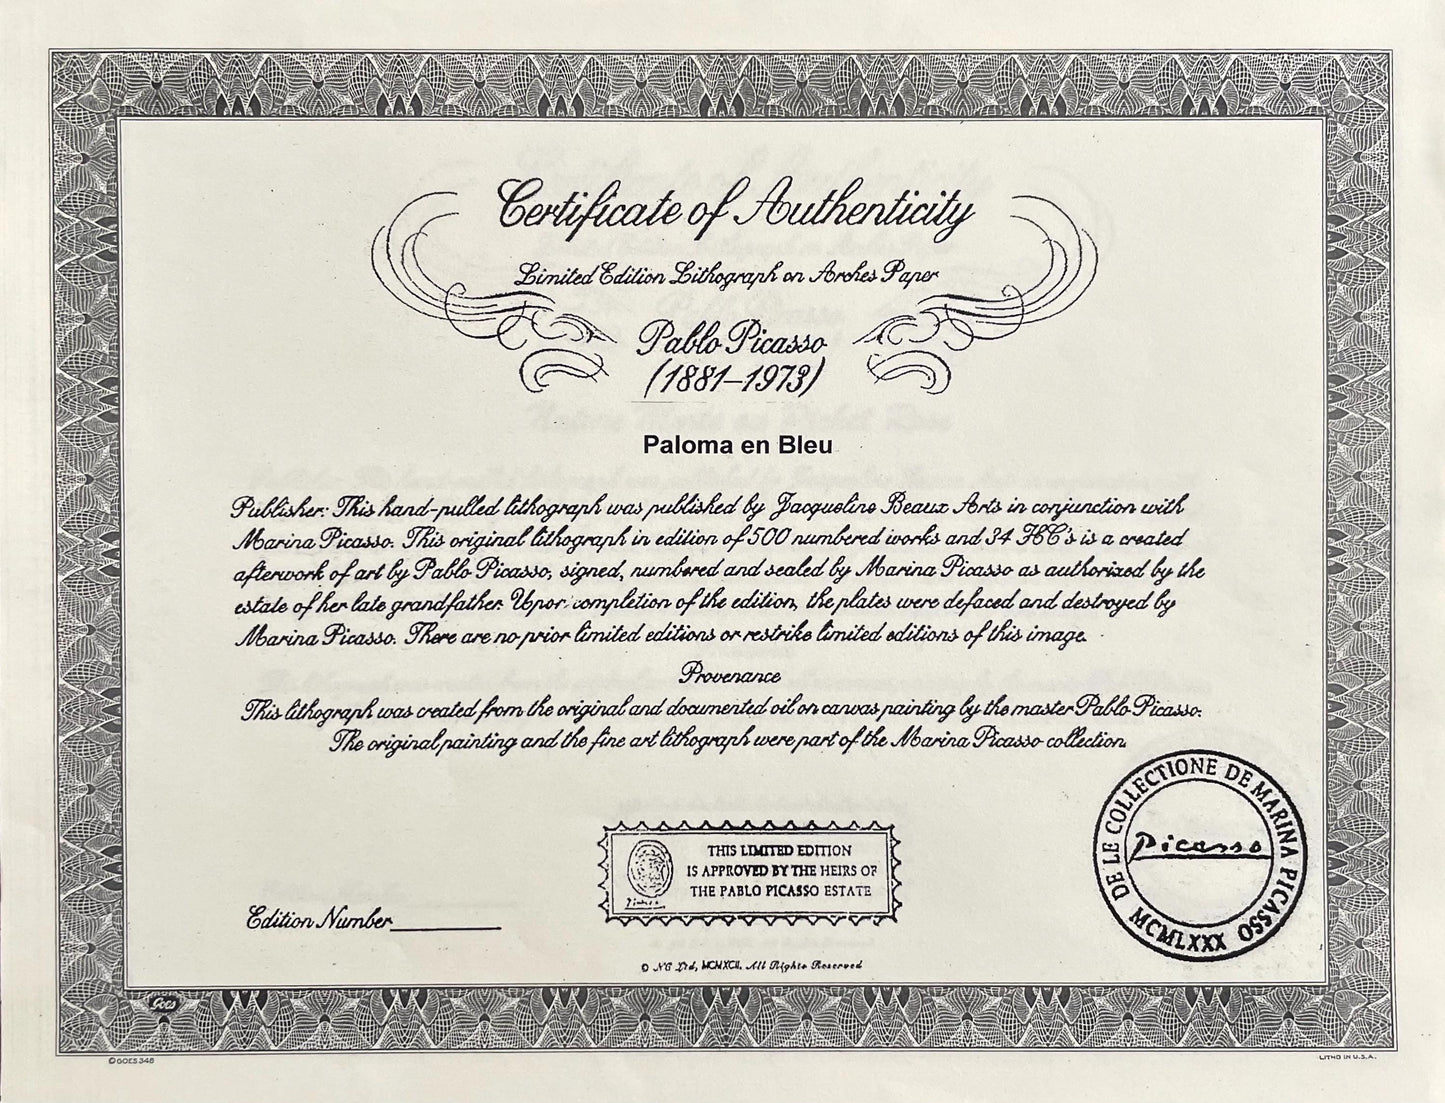 Certificate of Authenticity
Limited Edition Lithograph on Arches Paper
Pablo Picasso
(1881-1973)
Paloma en Bleu
Publisher: This hand-pulled lithograph was published by Jacqueline Beaux Arts in conjunction with
Marina Picasso. This original lithograph in edition of 500 numbered works and 34 HC's is a created
afterwork of art by Pablo Picasso, signed, numbered and sealed by Marina Picasso as authorized by the
estate of her late grandfather. Upon completion of the edition, the plates were defaced and destroyed by
Marina Picasso. There are no prior limited editions or restrike limited editions of this image.
Provenance
This lithograph was created from the original and documented oil on canvas painting by the master Pablo Picasso.
The original painting and the fine art lithograph were part of the Marina Picasso collection.
THIS LIMITED EDITION
IS APPROVED BY THE HEIRS OF
THE PABLO PICASSO ESTATE
Picasso
DE LE COLLECTIONE DE MARINA PICASSO
Picasso
MCMLXXX
Edition Number
© NG Ltd, MCMXCII, All Rights Reserved
Goes
© GOES 346
LITHO IN U.S.A.